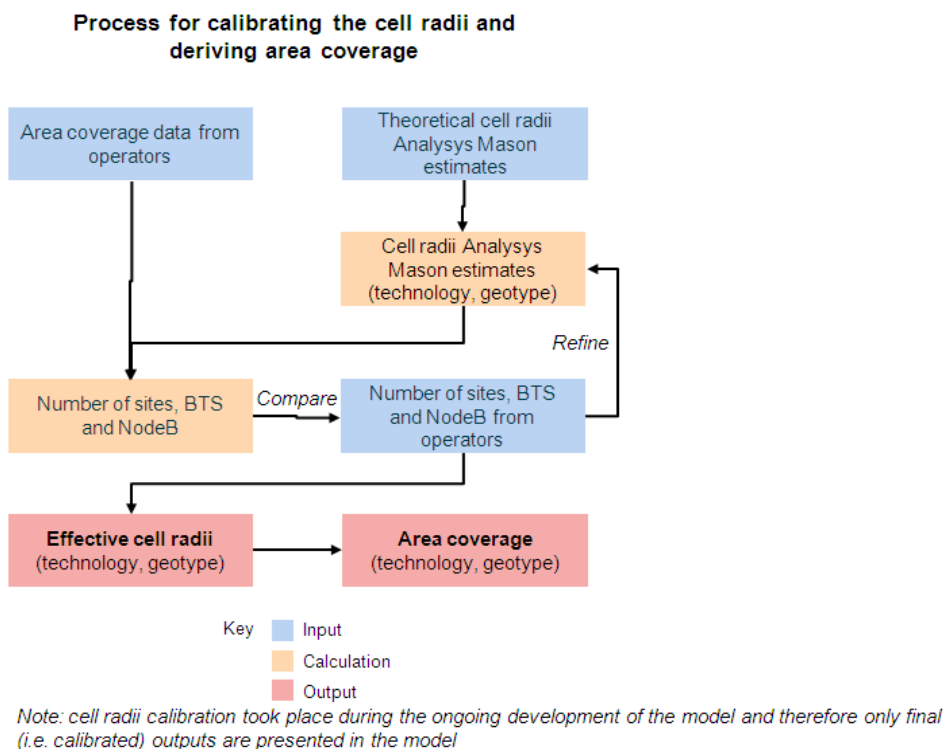 Process for calibrating the cell radii and
deriving area coverage
Area coverage data from
operators
Theoretical cell radii
Analysys Mason
estimates
Cell radii Analysys
Mason estimates
(technology, geotype)
Refine
Number of sites, BTS
and NodeB
Compare
Number of sites, BTS
and NodeB from
operators
Effective cell radii
(technology, geotype)
Area coverage
(technology, geotype)
Key
Input
Calculation
Output
Note: cell radii calibration took place during the ongoing development of the model and therefore only final
(i.e. calibrated) outputs are presented in the model